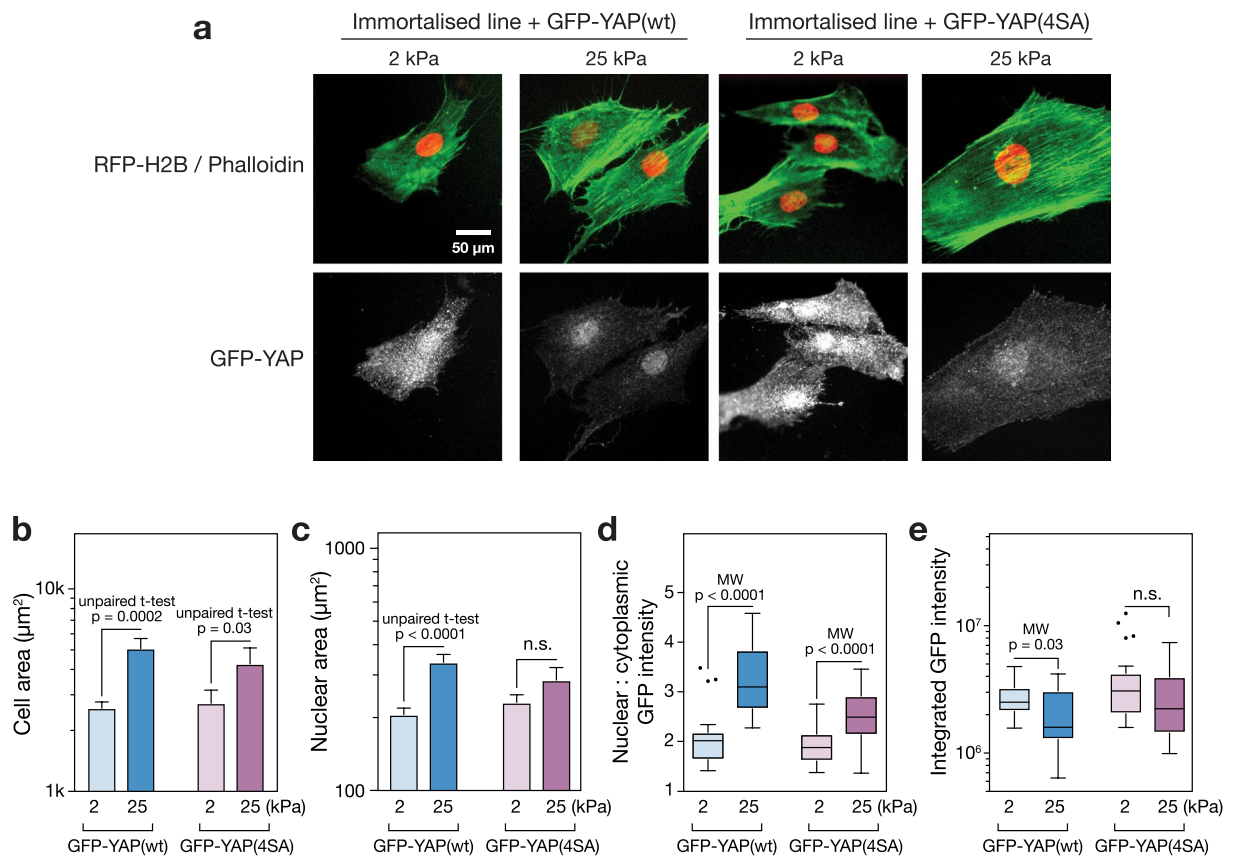 a
Immortalised line + GFP-YAP(wt)
Immortalised line + GFP-YAP(4SA)
2 kPa
25 kPa
2 kPa
25 kPa
RFP-H2B / Phalloidin
50 µm
GFP-YAP
b
Cell area (µm²)
10k
1k
unpaired t-test
p = 0.0002
unpaired t-test
p = 0.03
2 25 2 25 (kPa)
GFP-YAP(wt) GFP-YAP(4SA)
c
Nuclear area (µm²)
1000
100
unpaired t-test
p < 0.0001
n.s.
2 25 2 25 (kPa)
GFP-YAP(wt) GFP-YAP(4SA)
d
Nuclear : cytoplasmic
GFP intensity
5
4
3
2
1
MW
p < 0.0001
MW
p < 0.0001
2 25 2 25 (kPa)
GFP-YAP(wt) GFP-YAP(4SA)
e
Integrated GFP intensity
10⁷
10⁶
MW
p = 0.03
n.s.
2 25 2 25 (kPa)
GFP-YAP(wt) GFP-YAP(4SA)